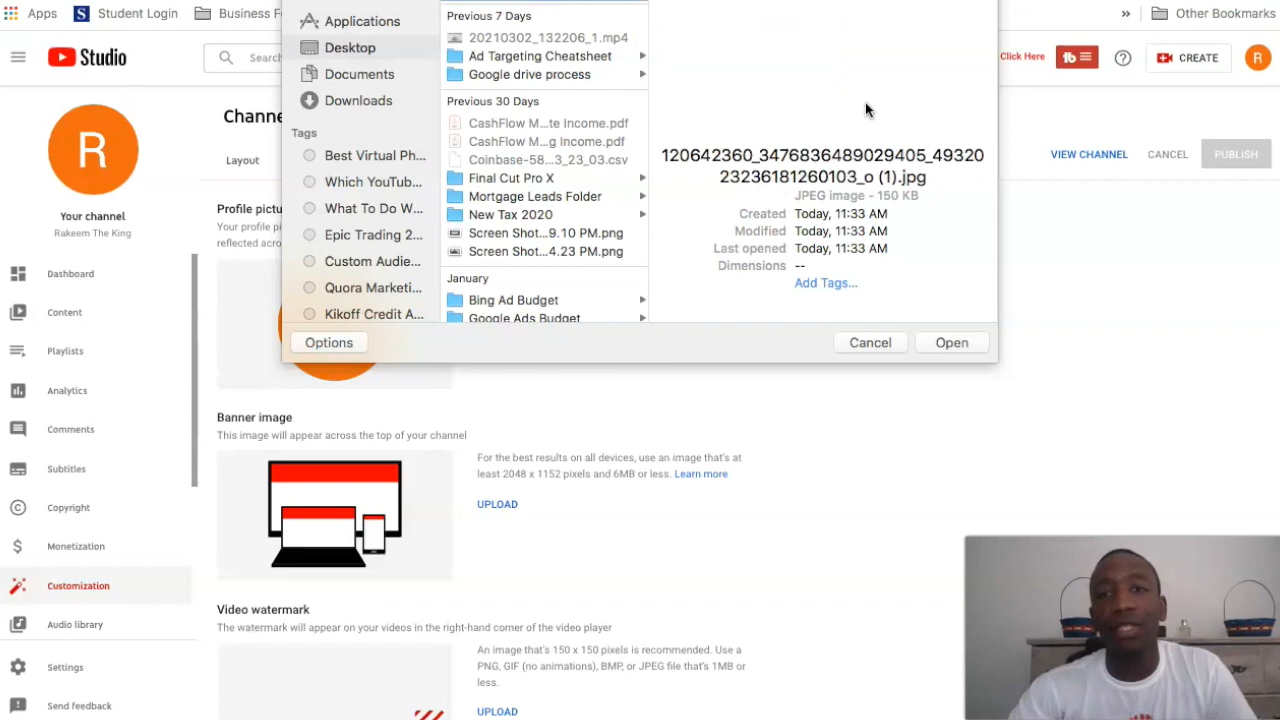 Apps
Student Login
Business F
»
Other Bookmarks
Studio
Searc
Click Here
tb
CREATE
R
R
Your channel
Rakeem The King
Dashboard
Content
Playlists
Analytics
Comments
Subtitles
Copyright
Monetization
Customization
Audio library
Settings
Send feedback
Chann
Layout
VIEW CHANNEL
CANCEL
PUBLISH
Applications
Desktop
Documents
Downloads
Tags
Best Virtual Ph...
Which YouTub...
What To Do W...
Epic Trading 2...
Custom Audie...
Quora Marketi...
Kikoff Credit A...
Options
Previous 7 Days
20210302_132206_1.mp4
Ad Targeting Cheatsheet
Google drive process
Previous 30 Days
CashFlow M...te Income.pdf
CashFlow M...g Income.pdf
Coinbase-58...3_23_03.csv
Final Cut Pro X
Mortgage Leads Folder
New Tax 2020
Screen Shot...9.10 PM.png
Screen Shot...4.23 PM.png
January
Bing Ad Budget
Google Ads Budget
120642360_3476836489029405_49320
23236181260103_o (1).jpg
JPEG image - 150 KB
Created Today, 11:33 AM
Modified Today, 11:33 AM
Last opened Today, 11:33 AM
Dimensions --
Add Tags...
Cancel
Open
Profile pictu
Your profile pi
reflected acro
Banner image
This image will appear across the top of your channel
For the best results on all devices, use an image that's at
least 2048 x 1152 pixels and 6MB or less. Learn more
UPLOAD
Video watermark
The watermark will appear on your videos in the right-hand corner of the video player
An image that's 150 x 150 pixels is recommended. Use a
PNG, GIF (no animations), BMP, or JPEG file that's 1MB or
less.
UPLOAD